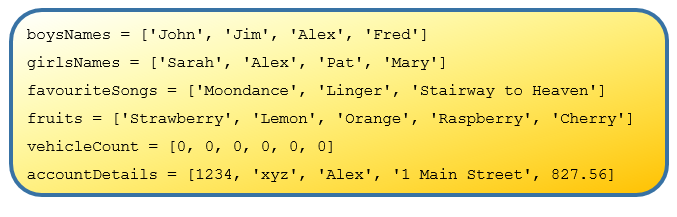 boysNames = ['John', 'Jim', 'Alex', 'Fred']
girlsNames = ['Sarah', 'Alex', 'Pat', 'Mary']
favouriteSongs = ['Moondance', 'Linger', 'Stairway to Heaven']
fruits = ['Strawberry', 'Lemon', 'Orange', 'Raspberry', 'Cherry']
vehicleCount = [0, 0, 0, 0, 0, 0]
accountDetails = [1234, 'xyz', 'Alex', '1 Main Street', 827.56]